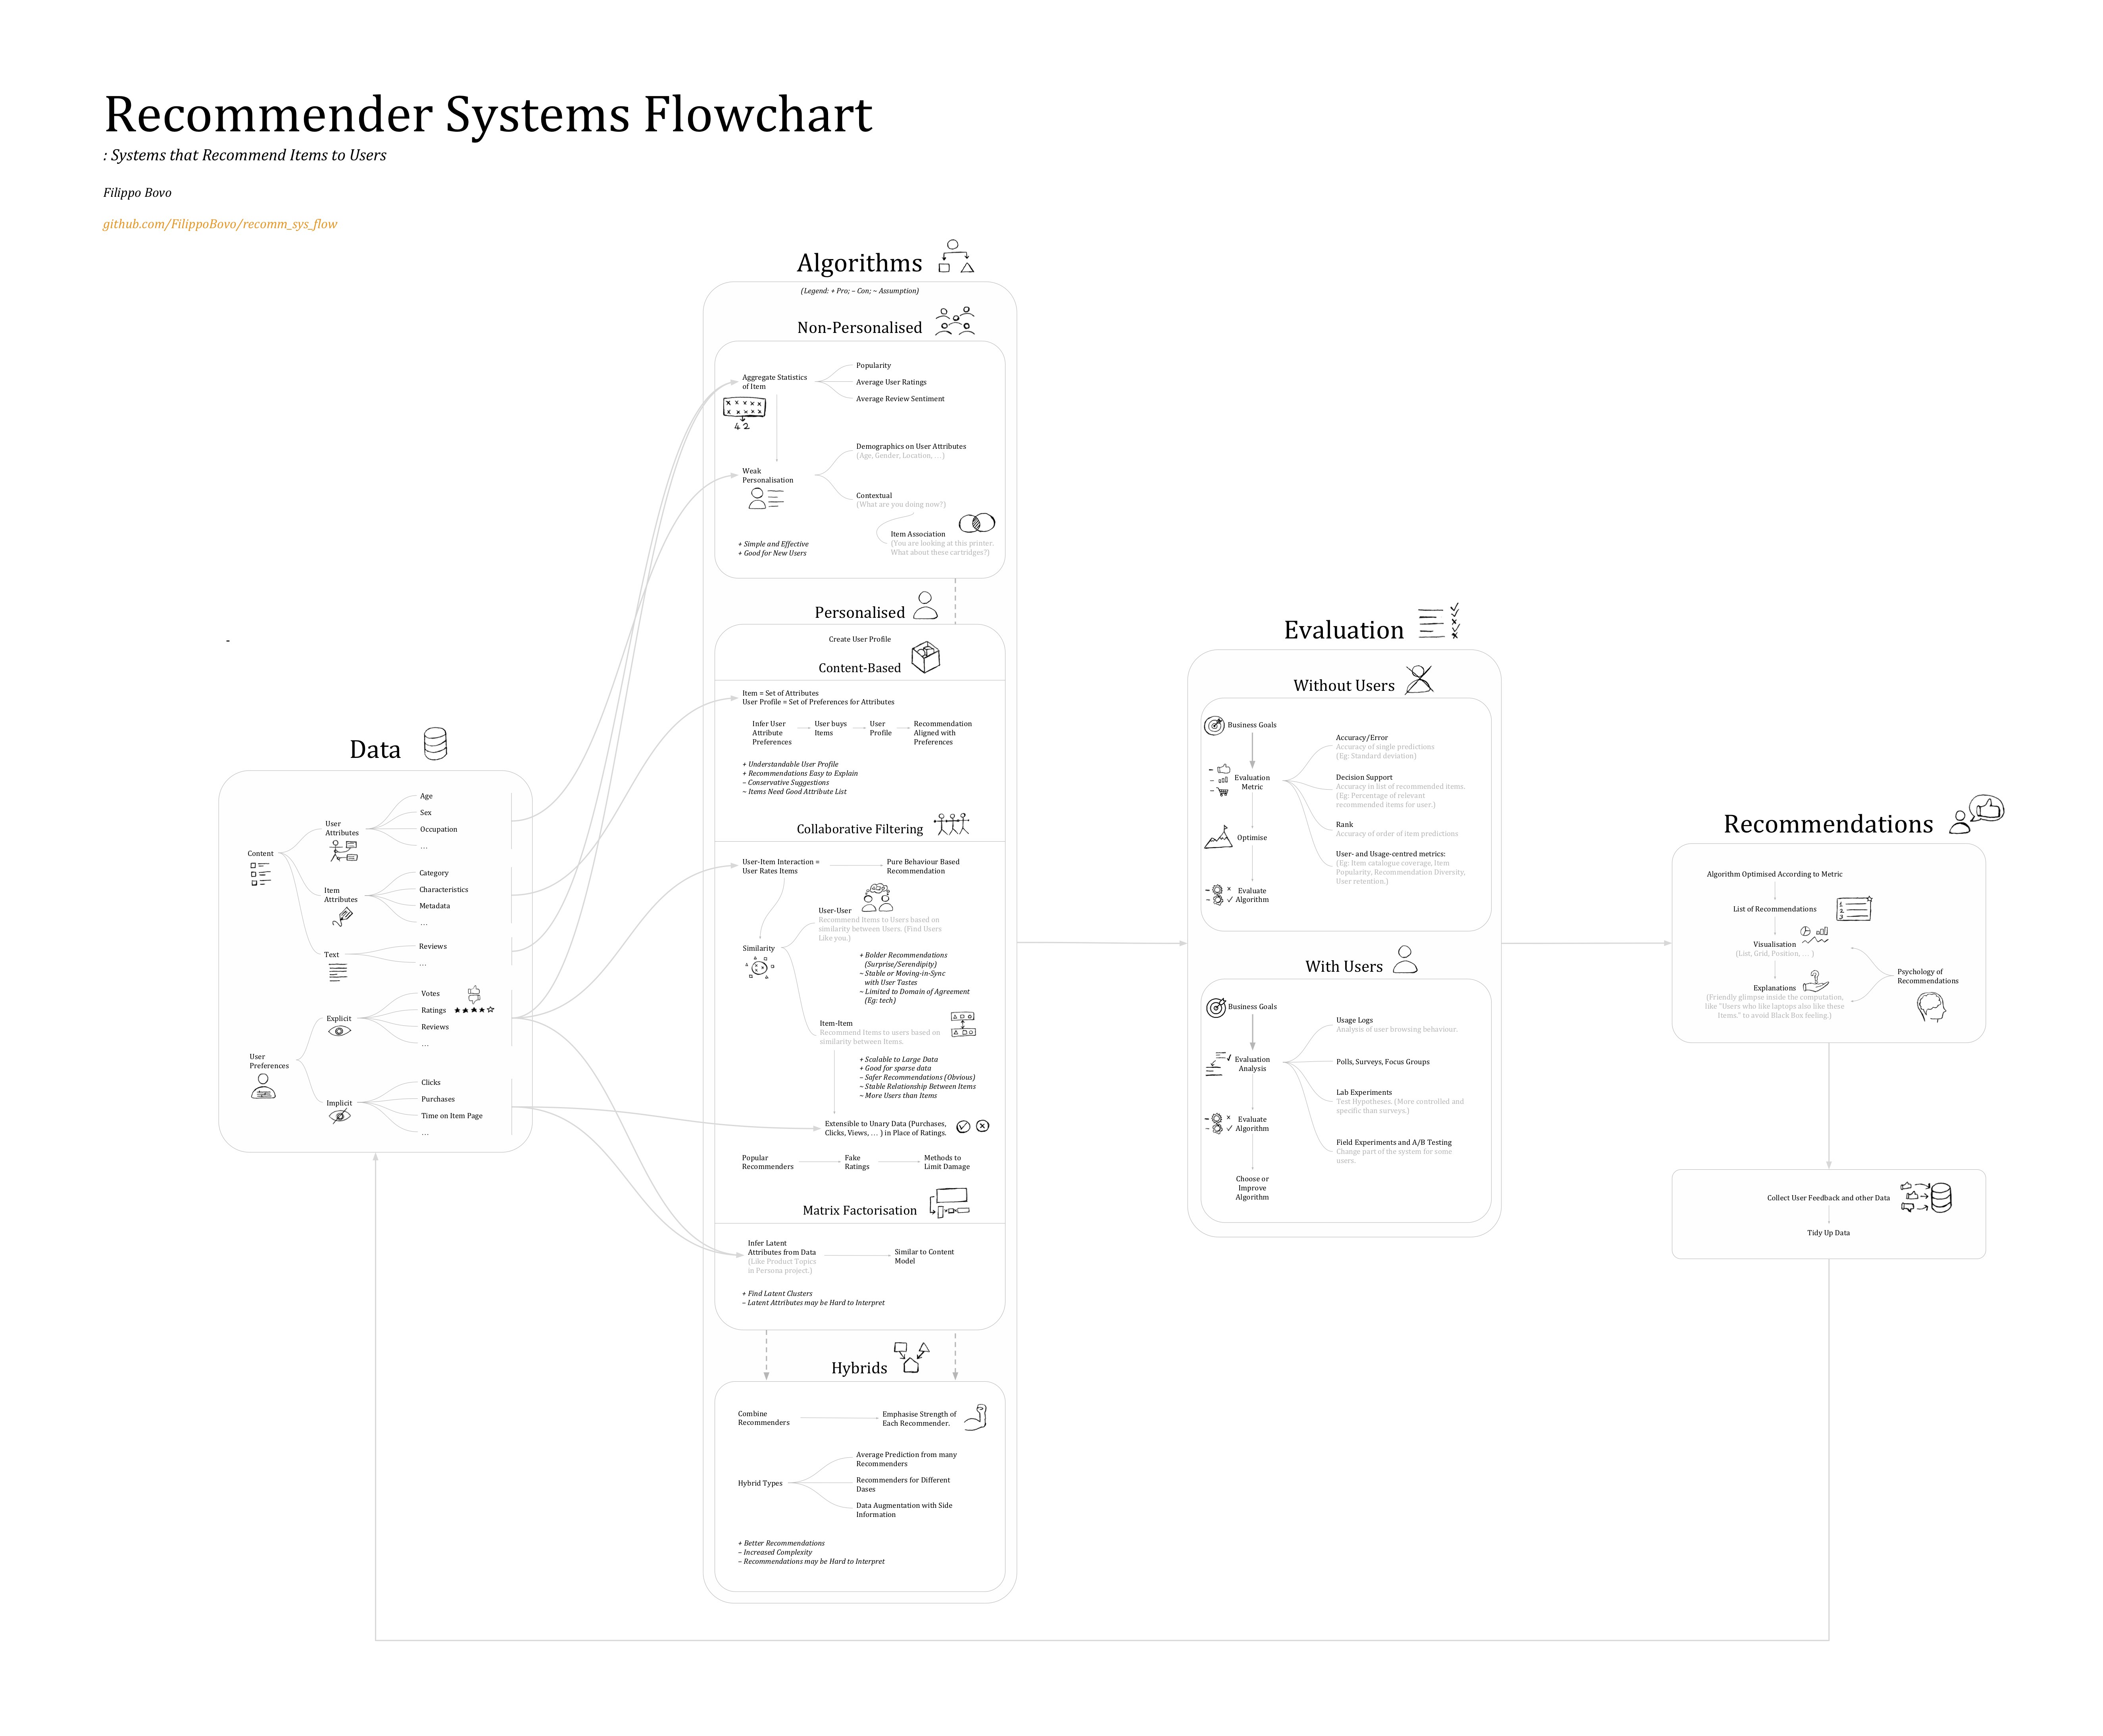 Recommender Systems Flowchart
: Systems that Recommend Items to Users
Filippo Bovo
github.com/FilippoBovo/recomm_sys_flow
Data
Content
User
Attributes
Age
Sex
Occupation
...
Item
Attributes
Category
Characteristics
Metadata
...
Text
Reviews
...
User
Preferences
Explicit
Votes
Ratings
Reviews
...
Implicit
Clicks
Purchases
Time on Item Page
...
Algorithms
(Legend: + Pro; – Con; ~ Assumption)
Non-Personalised
Aggregate Statistics
of Item
4.2
Popularity
Average User Ratings
Average Review Sentiment
Weak
Personalisation
Demographics on User Attributes
(Age, Gender, Location, ...)
Contextual
(What are you doing now?)
Item Association
(You are looking at this printer.
What about these cartridges?)
+ Simple and Effective
+ Good for New Users
Personalised
Create User Profile
Content-Based
Item = Set of Attributes
User Profile = Set of Preferences for Attributes
Infer User
Attribute
Preferences
User buys
Items
User
Profile
Recommendation
Aligned with
Preferences
+ Understandable User Profile
+ Recommendations Easy to Explain
– Conservative Suggestions
~ Items Need Good Attribute List
Collaborative Filtering
User-Item Interaction =
User Rates Items
Pure Behaviour Based
Recommendation
Similarity
User-User
Recommend Items to Users based on
similarity between Users. (Find Users
Like you.)
+ Bolder Recommendations
(Surprise/Serendipity)
~ Stable or Moving-in-Sync
with User Tastes
~ Limited to Domain of Agreement
(Eg: tech)
Item-Item
Recommend Items to users based on
similarity between Items.
+ Scalable to Large Data
+ Good for sparse data
~ Safer Recommendations (Obvious)
~ Stable Relationship Between Items
~ More Users than Items
Extensible to Unary Data (Purchases,
Clicks, Views, ... ) in Place of Ratings.
Popular
Recommenders
Fake
Ratings
Methods to
Limit Damage
Matrix Factorisation
Infer Latent
Attributes from Data
(Like Product Topics
in Persona project.)
Similar to Content
Model
+ Find Latent Clusters
– Latent Attributes may be Hard to Interpret
Hybrids
Combine
Recommenders
Emphasise Strength of
Each Recommender.
Hybrid Types
Average Prediction from many
Recommenders
Recommenders for Different
Dases
Data Augmentation with Side
Information
+ Better Recommendations
– Increased Complexity
– Recommendations may be Hard to Interpret
Evaluation
Without Users
Business Goals
Evaluation
Metric
Optimise
Evaluate
Algorithm
Accuracy/Error
Accuracy of single predictions
(Eg: Standard deviation)
Decision Support
Accuracy in list of recommended items.
(Eg: Percentage of relevant
recommended items for user.)
Rank
Accuracy of order of item predictions
User- and Usage-centred metrics:
(Eg: Item catalogue coverage, Item
Popularity, Recommendation Diversity,
User retention.)
With Users
Business Goals
Evaluation
Analysis
Evaluate
Algorithm
Choose or
Improve
Algorithm
Usage Logs
Analysis of user browsing behaviour.
Polls, Surveys, Focus Groups
Lab Experiments
Test Hypotheses. (More controlled and
specific than surveys.)
Field Experiments and A/B Testing
Change part of the system for some
users.
Recommendations
Algorithm Optimised According to Metric
List of Recommendations
1
2
3
Visualisation
(List, Grid, Position, ... )
Explanations
(Friendly glimpse inside the computation,
like "Users who like laptops also like these
Items." to avoid Black Box feeling.)
Psychology of
Recommendations
Collect User Feedback and other Data
Tidy Up Data